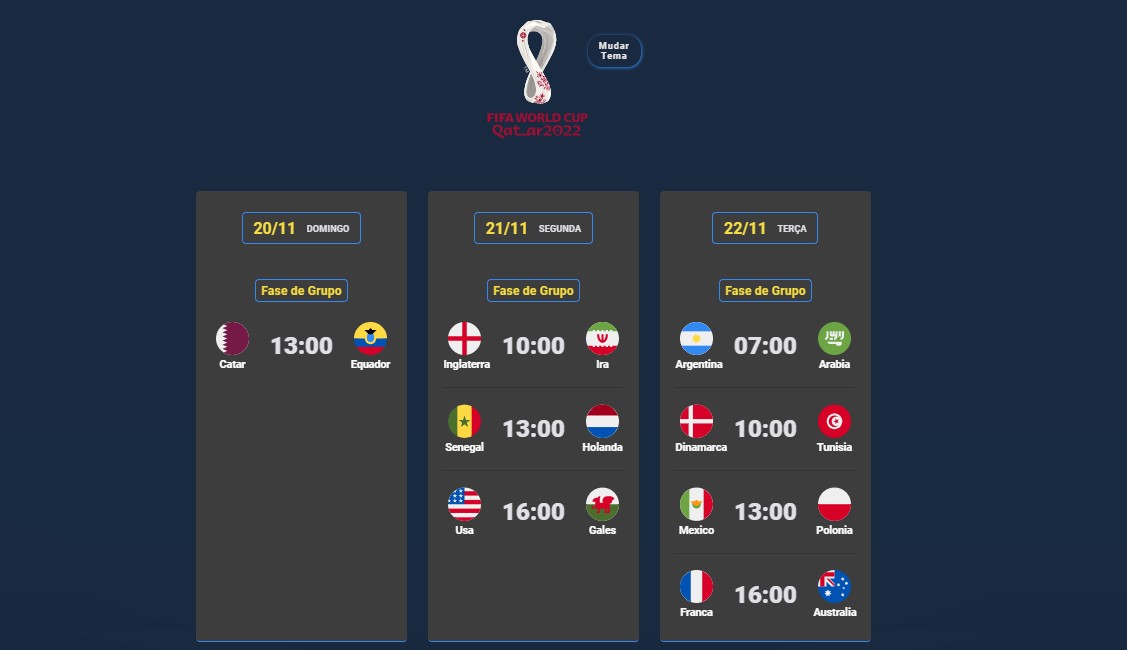 Mudar
Tema
FIFA WORLD CUP
Qatar2022
20/11 DOMINGO
Fase de Grupo
13:00
Catar Equador
21/11 SEGUNDA
Fase de Grupo
10:00
Inglaterra Ira
13:00
Senegal Holanda
16:00
Usa Gales
22/11 TERÇA
Fase de Grupo
07:00
Argentina Arabia
10:00
Dinamarca Tunisia
13:00
Mexico Polonia
16:00
Franca Australia